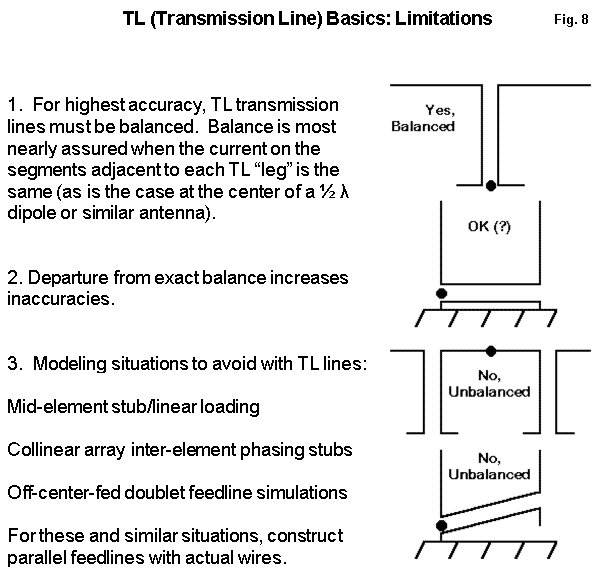 TL (Transmission Line) Basics: Limitations
Fig. 8
1.  For highest accuracy, TL transmission
lines must be balanced.  Balance is most
nearly assured when the current on the
segments adjacent to each TL “leg” is the
same (as is the case at the center of a ½ λ
dipole or similar antenna).
2. Departure from exact balance increases
inaccuracies.
3.  Modeling situations to avoid with TL lines:
Mid-element stub/linear loading
Collinear array inter-element phasing stubs
Off-center-fed doublet feedline simulations
For these and similar situations, construct
parallel feedlines with actual wires.
Yes,
Balanced
OK (?)
No,
Unbalanced
No,
Unbalanced